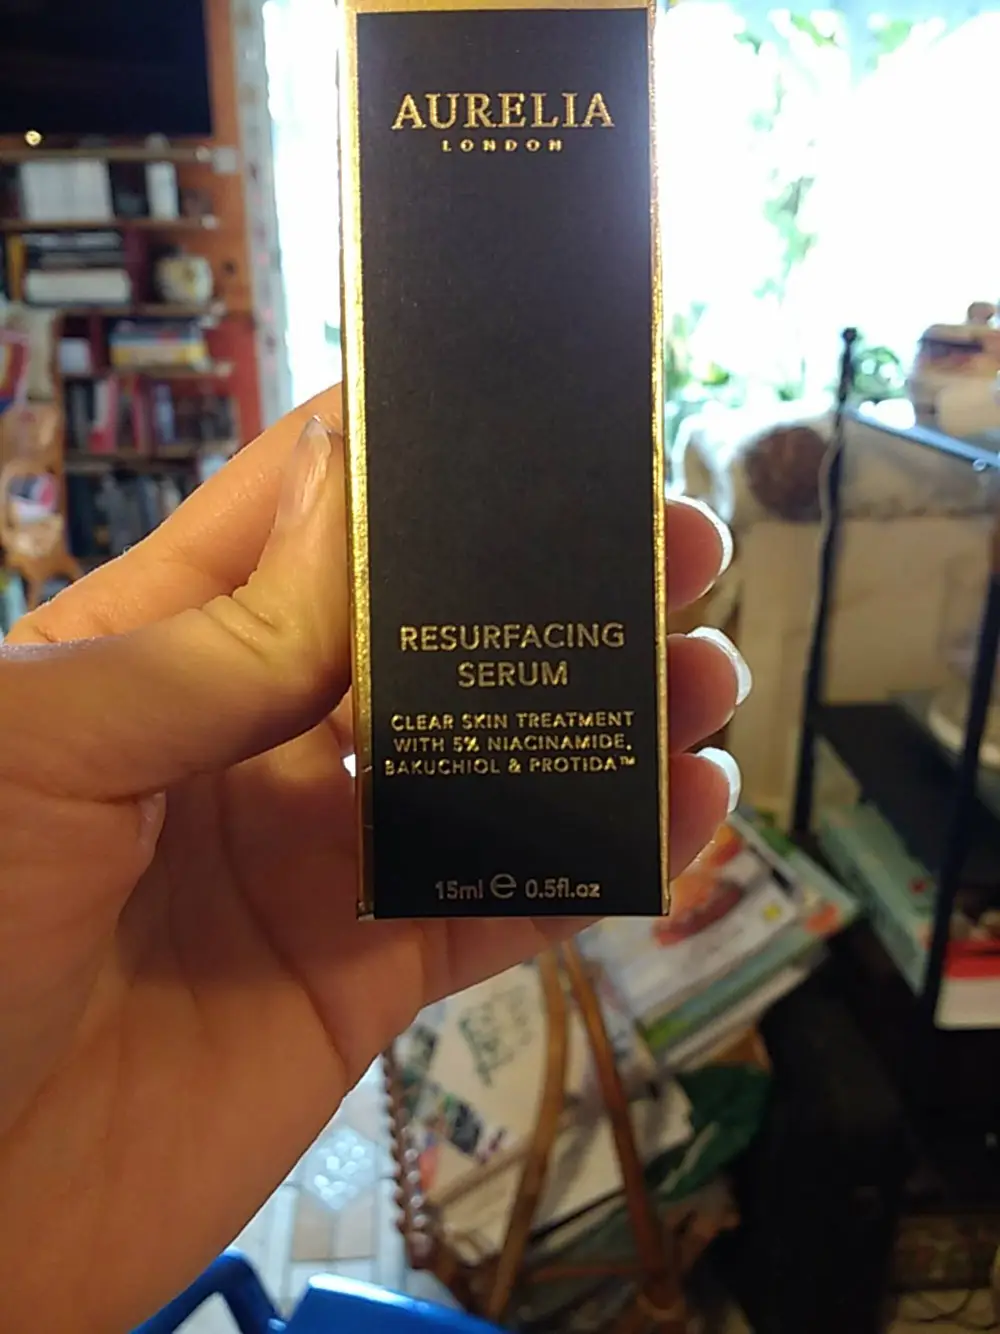 AURELIA
LONDON
RESURFACING
SERUM
CLEAR SKIN TREATMENT
WITH 5% NIACINAMIDE,
BAKUCHIOL & PROTIDA™
15ml ℮ 0.5fl.oz